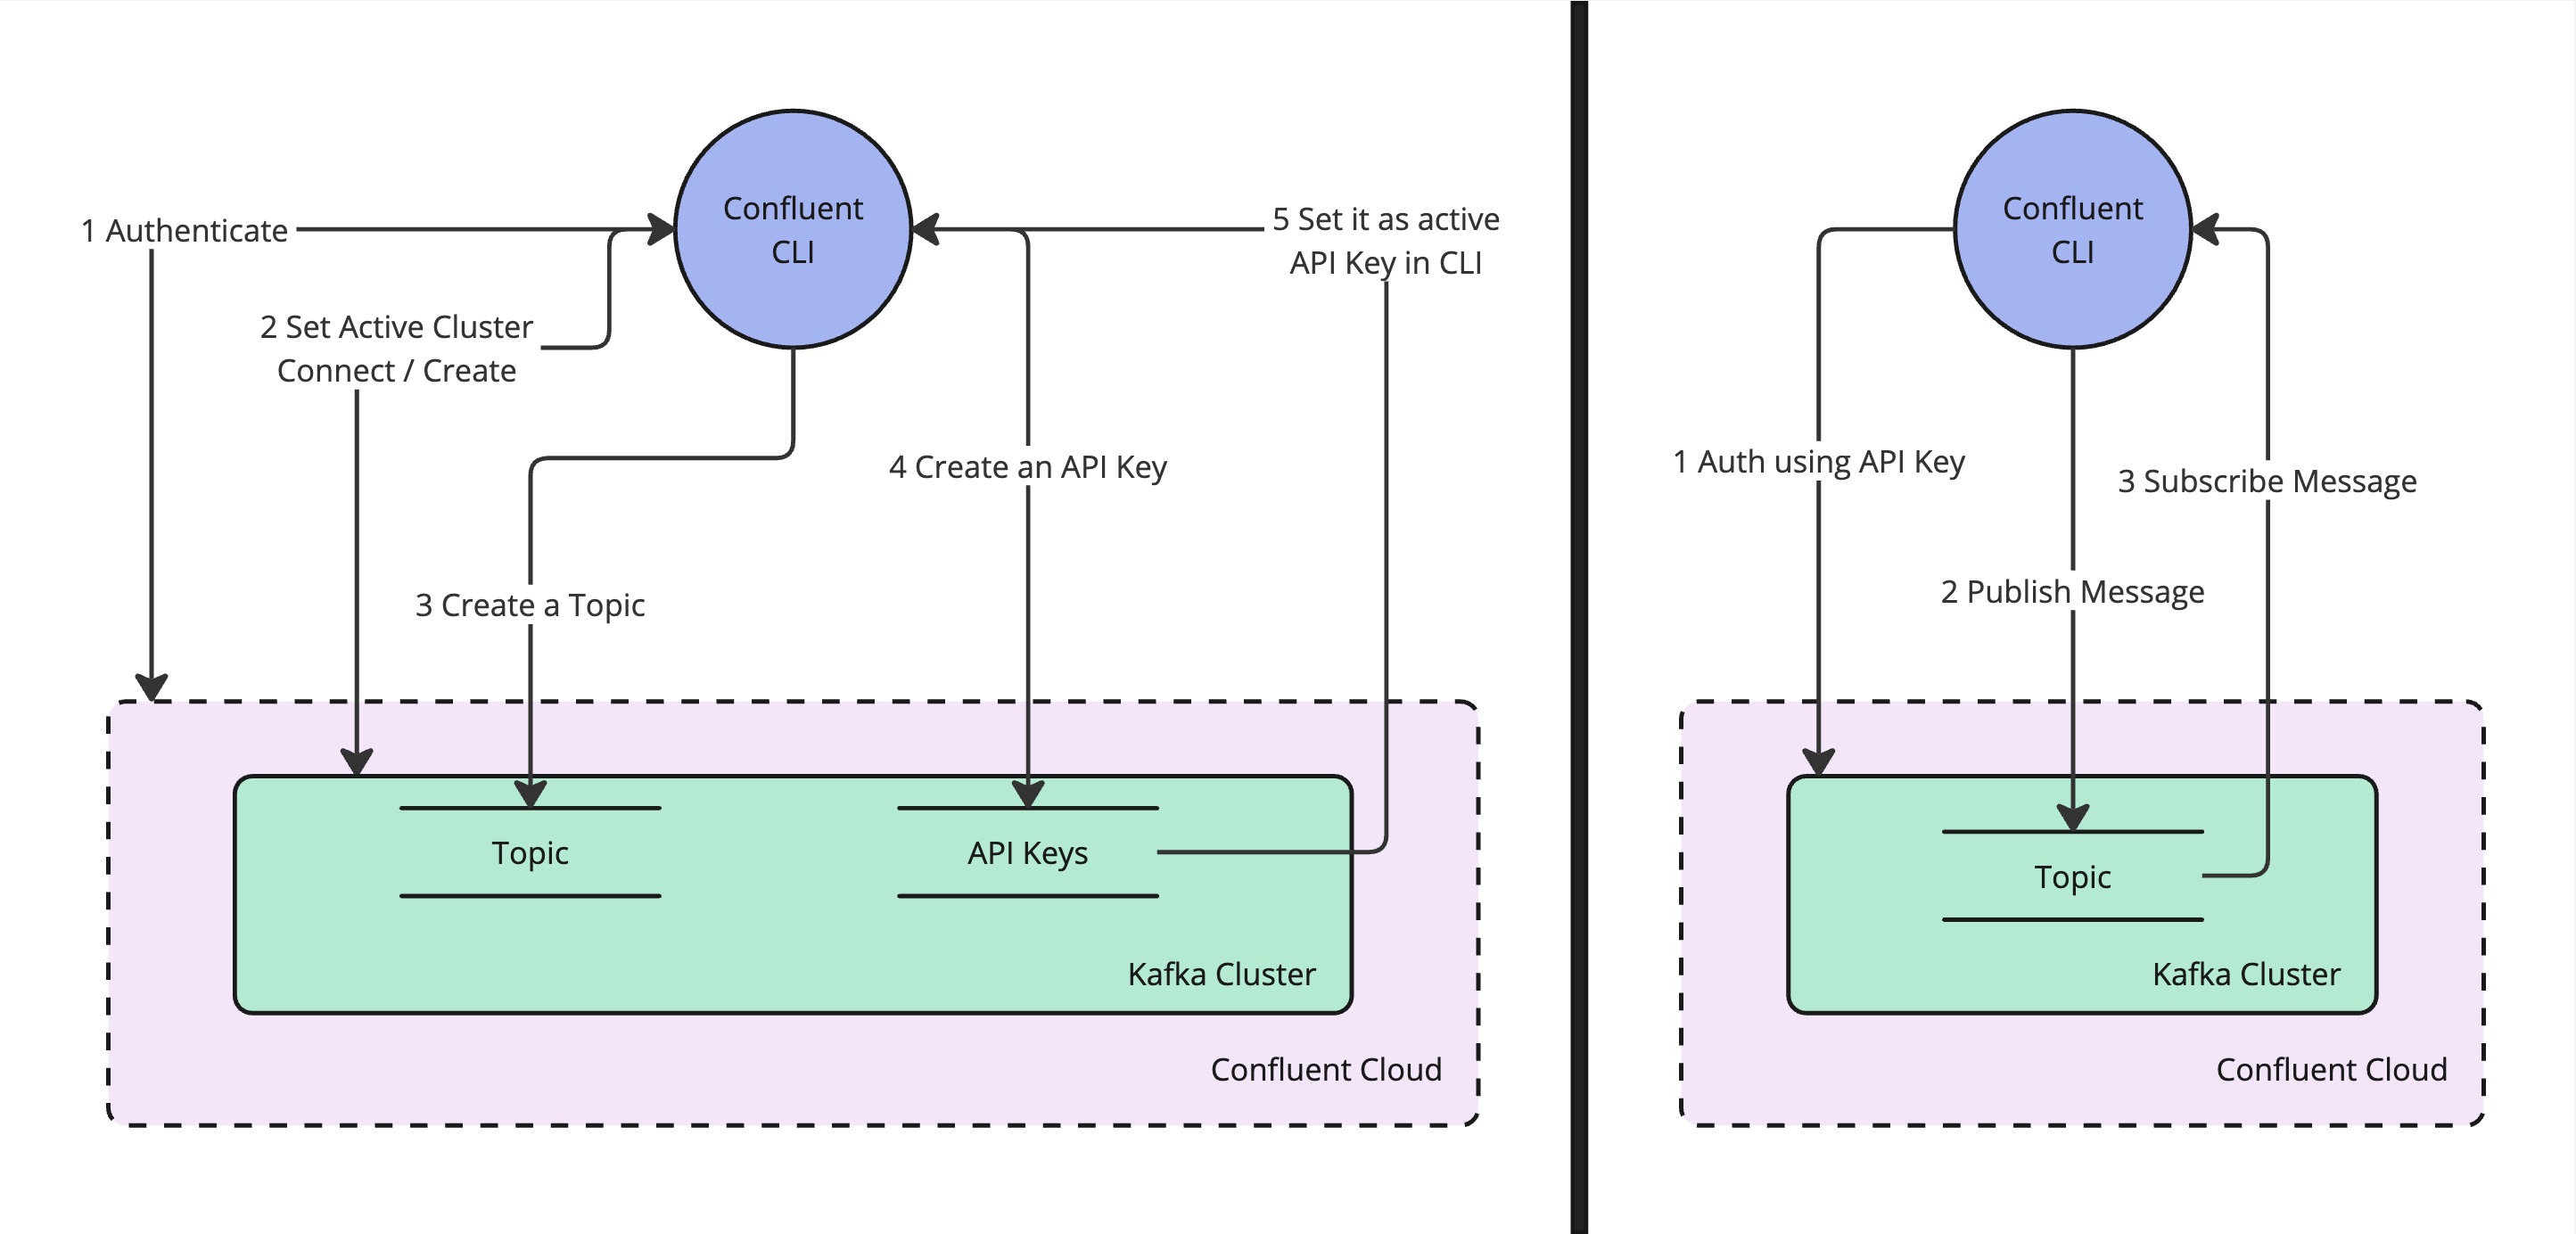 Confluent
CLI
1 Authenticate
5 Set it as active
API Key in CLI
2 Set Active Cluster
Connect / Create
4 Create an API Key
3 Create a Topic
Topic
API Keys
Kafka Cluster
Confluent Cloud
Confluent
CLI
1 Auth using API Key
3 Subscribe Message
2 Publish Message
Topic
Kafka Cluster
Confluent Cloud